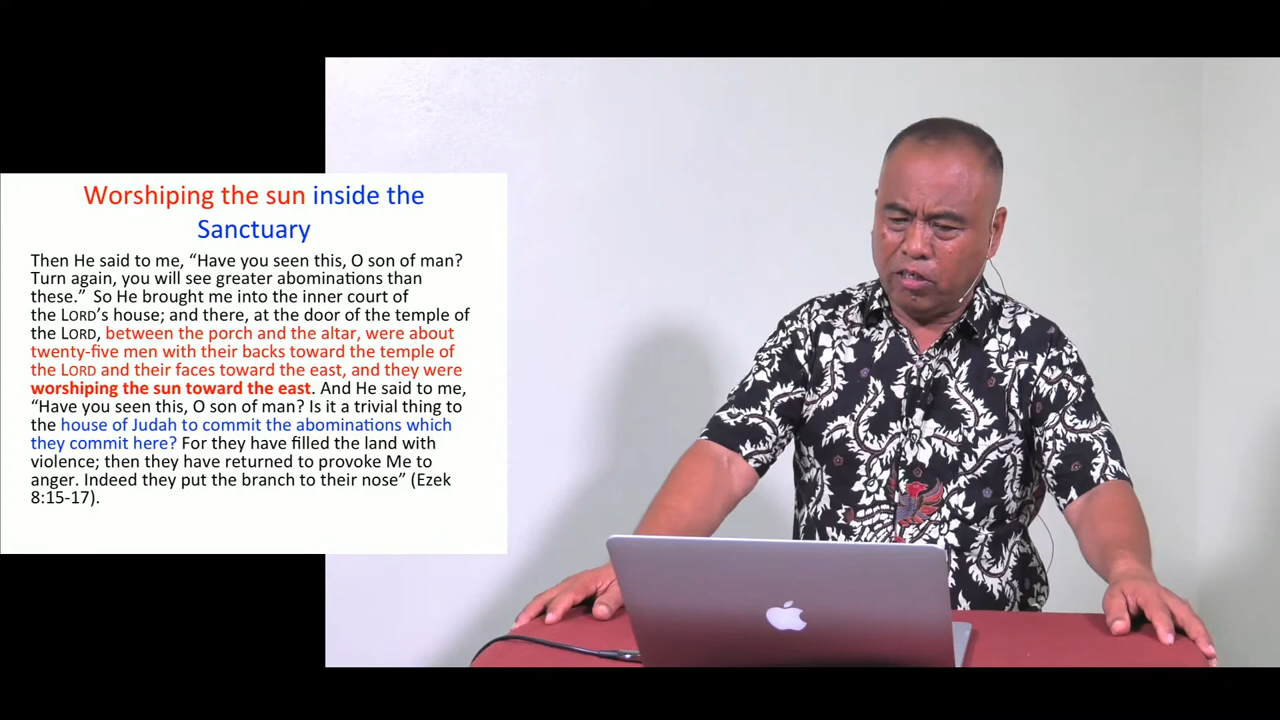 Worshiping the sun inside the
Sanctuary
Then He said to me, “Have you seen this, O son of man?
Turn again, you will see greater abominations than
these.” So He brought me into the inner court of
the LORD’s house; and there, at the door of the temple of
the LORD, between the porch and the altar, were about
twenty-five men with their backs toward the temple of
the LORD and their faces toward the east, and they were
worshiping the sun toward the east. And He said to me,
“Have you seen this, O son of man? Is it a trivial thing to
the house of Judah to commit the abominations which
they commit here? For they have filled the land with
violence; then they have returned to provoke Me to
anger. Indeed they put the branch to their nose” (Ezek
8:15-17).